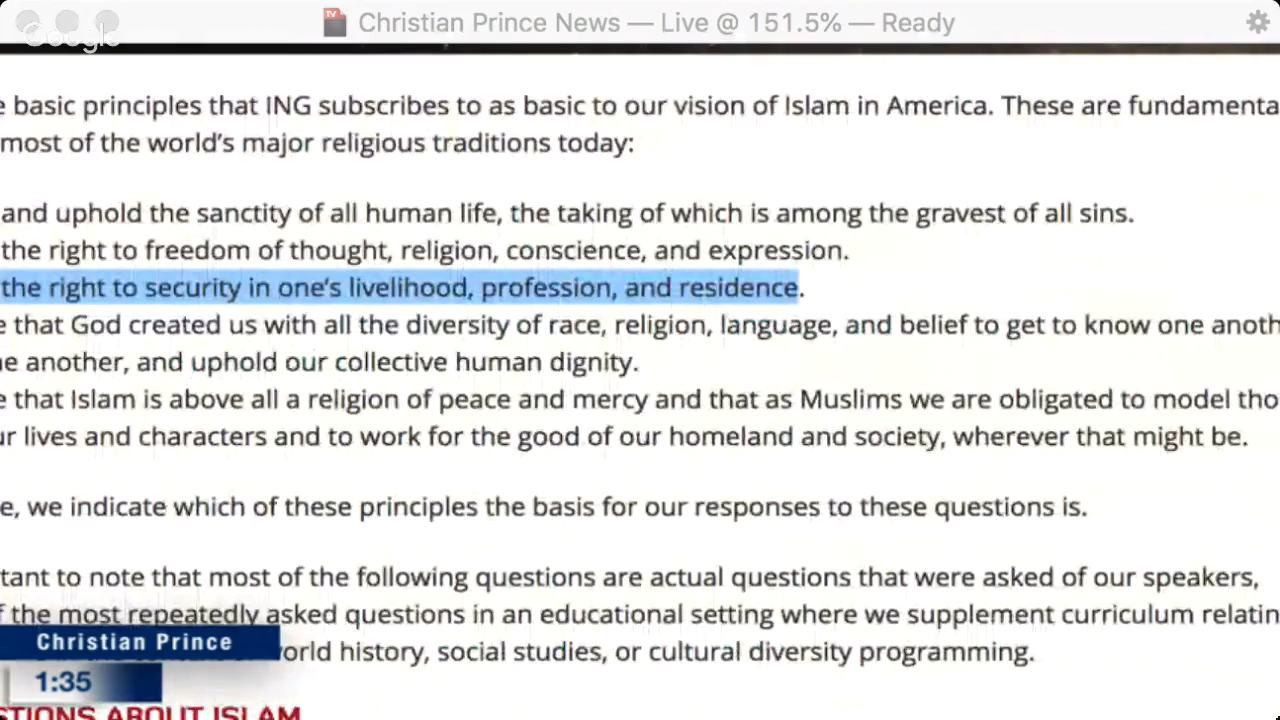 Christian Prince News — Live @ 151.5% — Ready
Google
basic principles that ING subscribes to as basic to our vision of Islam in America. These are fundamenta
most of the world's major religious traditions today:
and uphold the sanctity of all human life, the taking of which is among the gravest of all sins.
the right to freedom of thought, religion, conscience, and expression.
the right to security in one's livelihood, profession, and residence.
e that God created us with all the diversity of race, religion, language, and belief to get to know one anoth
e another, and uphold our collective human dignity.
e that Islam is above all a religion of peace and mercy and that as Muslims we are obligated to model tho
ur lives and characters and to work for the good of our homeland and society, wherever that might be.
e, we indicate which of these principles the basis for our responses to these questions is.
tant to note that most of the following questions are actual questions that were asked of our speakers,
f the most repeatedly asked questions in an educational setting where we supplement curriculum relatin
Christian Prince
orld history, social studies, or cultural diversity programming.
1:35
STIONS ABOUT ISLAM